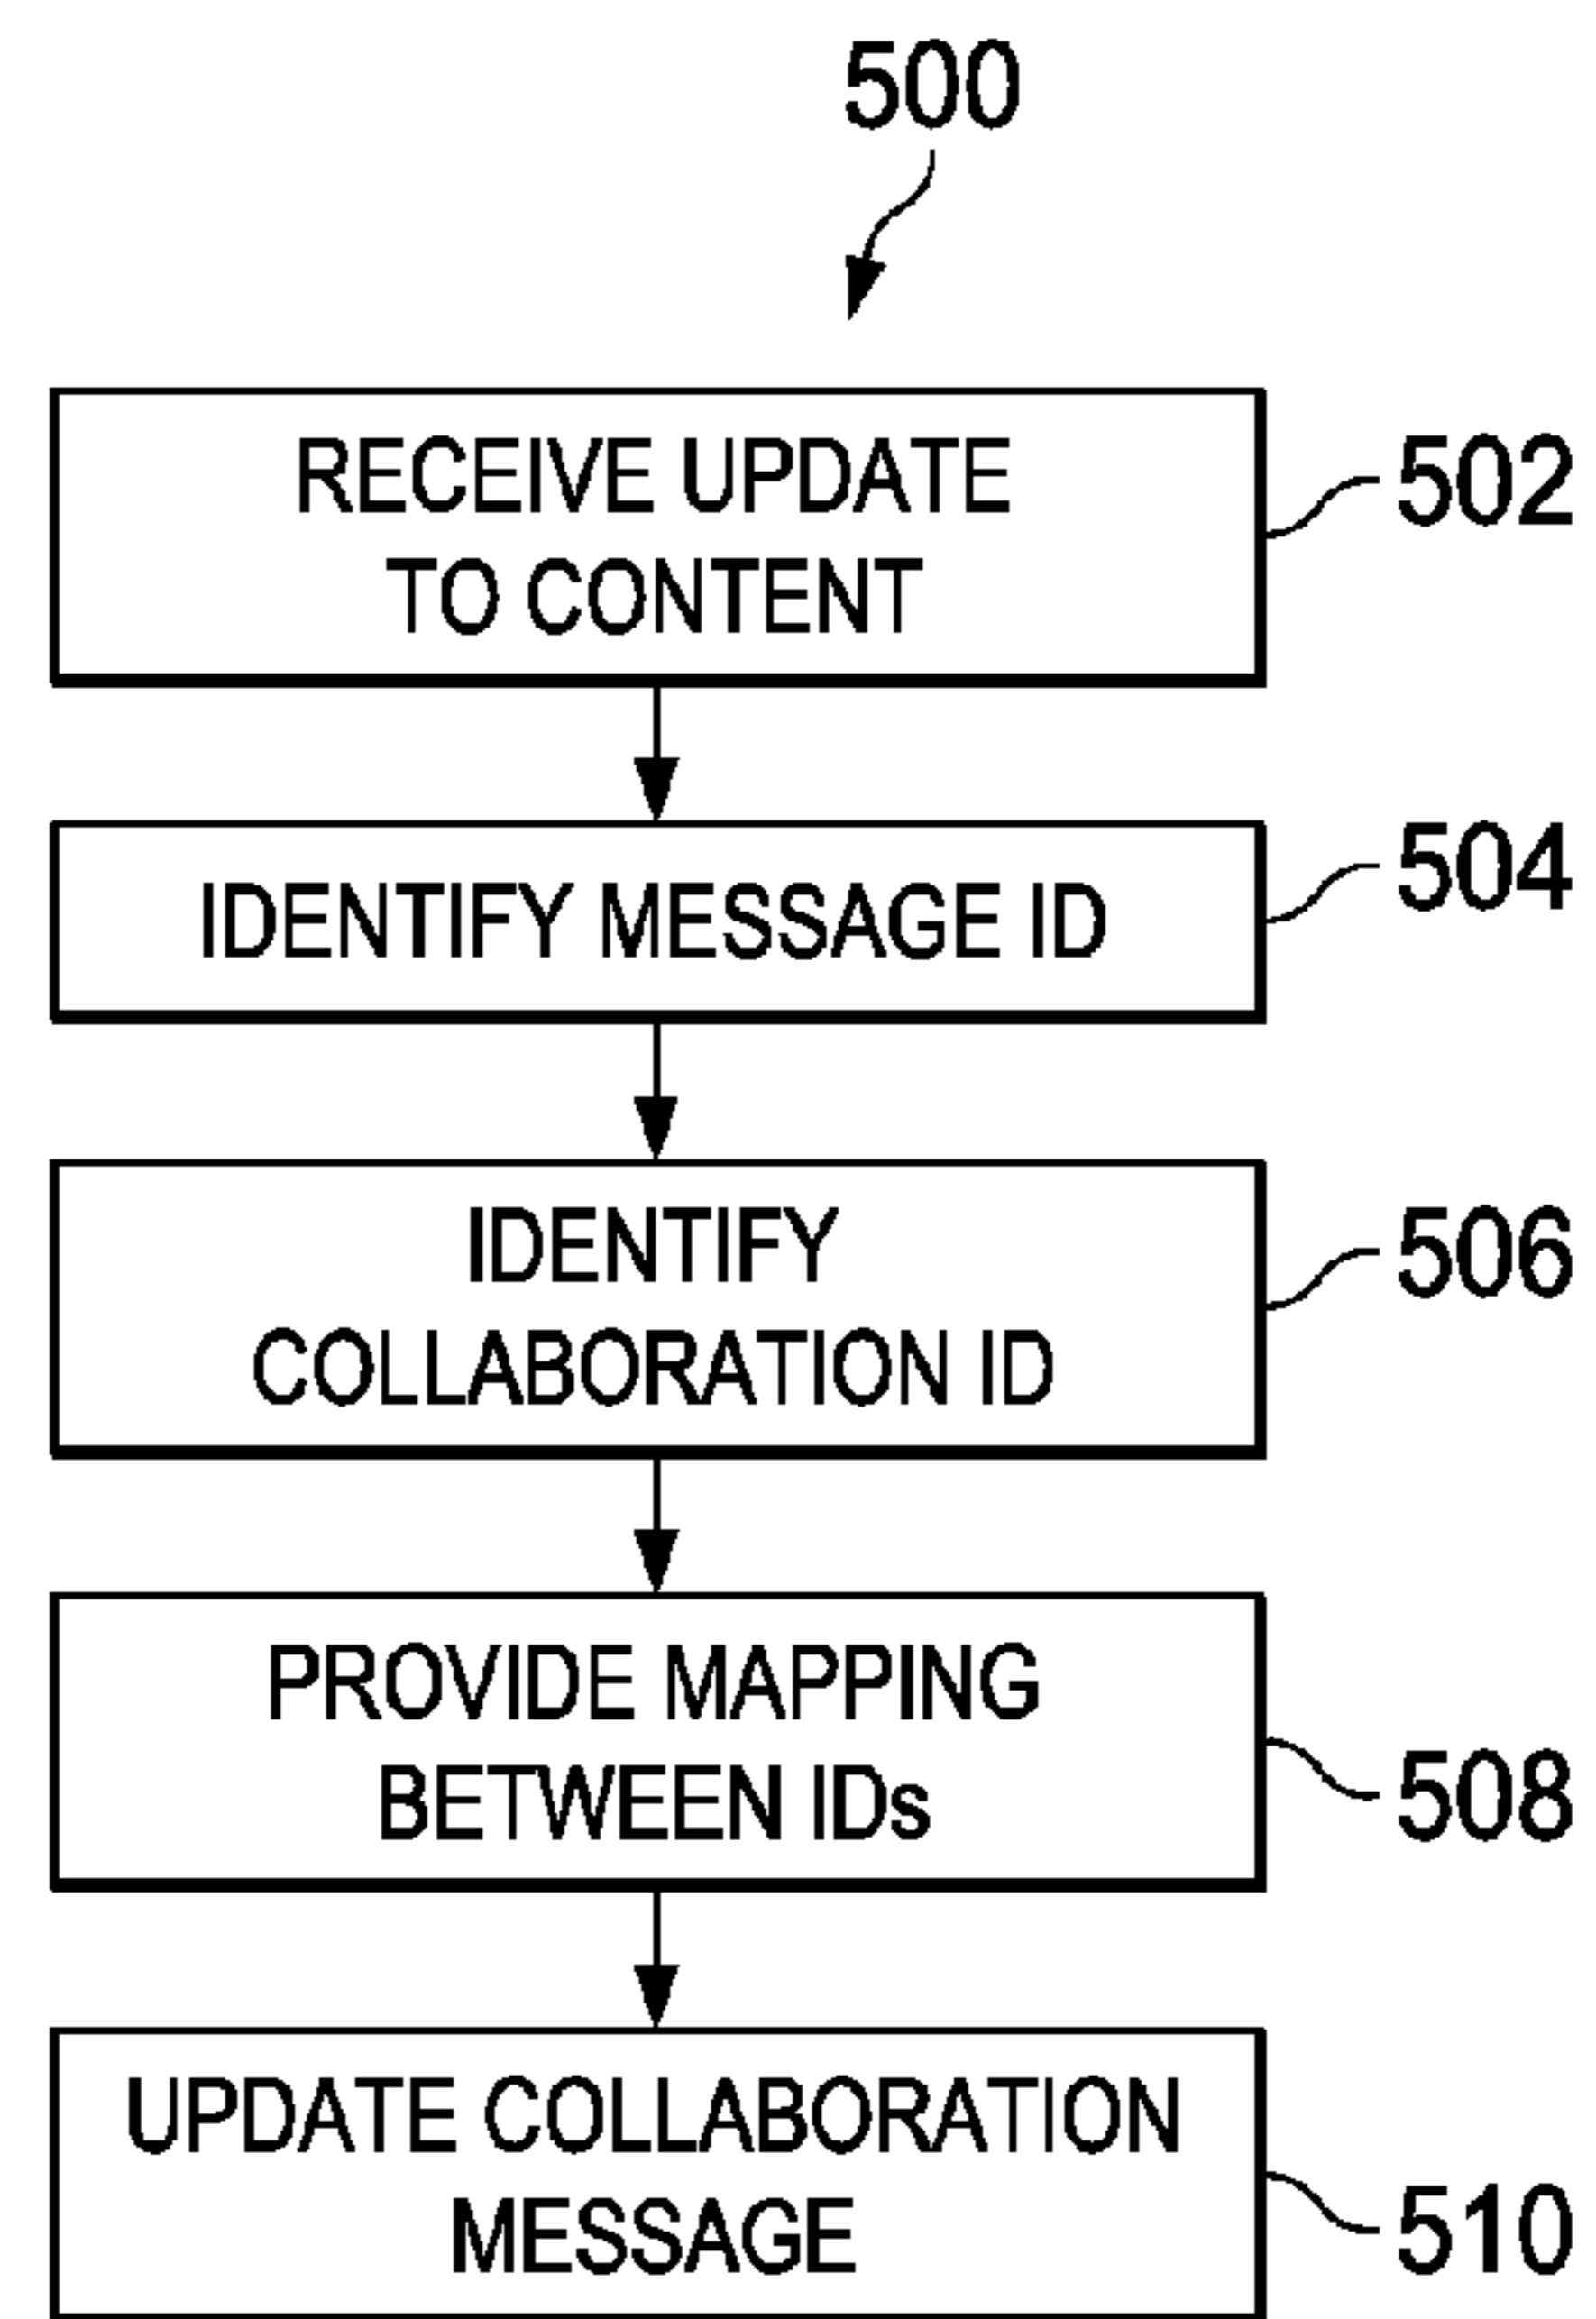 500
RECEIVE UPDATE
TO CONTENT
502
IDENTIFY MESSAGE ID
504
IDENTIFY
COLLABORATION ID
506
PROVIDE MAPPING
BETWEEN IDs
508
UPDATE COLLABORATION
MESSAGE
510